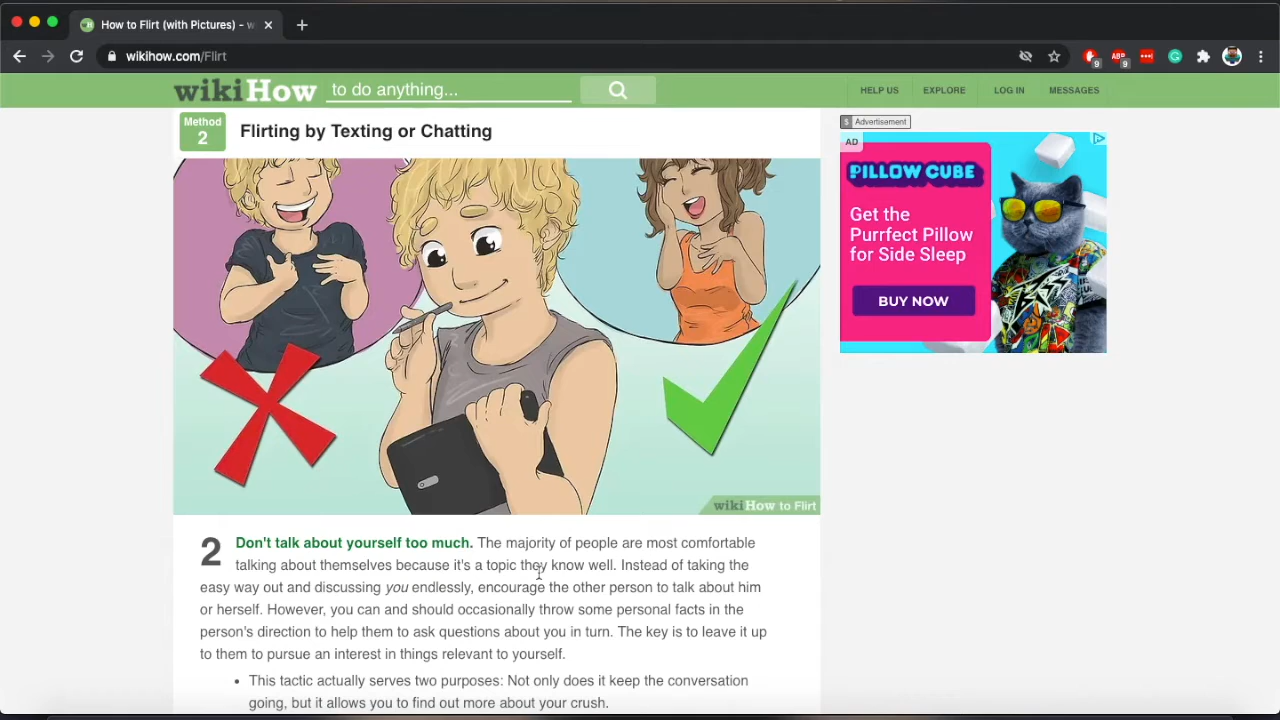 How to Flirt (with Pictures) - w
wikihow.com/Flirt
9
ABP
9
wikiHow
to do anything...
HELP US
EXPLORE
LOG IN
MESSAGES
Method
2
Flirting by Texting or Chatting
$ Advertisement
AD
PILLOW CUBE
Get the
Purrfect Pillow
for Side Sleep
BUY NOW
wikiHow to Flirt
2 Don't talk about yourself too much. The majority of people are most comfortable
talking about themselves because it's a topic they know well. Instead of taking the
easy way out and discussing you endlessly, encourage the other person to talk about him
or herself. However, you can and should occasionally throw some personal facts in the
person's direction to help them to ask questions about you in turn. The key is to leave it up
to them to pursue an interest in things relevant to yourself.
• This tactic actually serves two purposes: Not only does it keep the conversation
going, but it allows you to find out more about your crush.